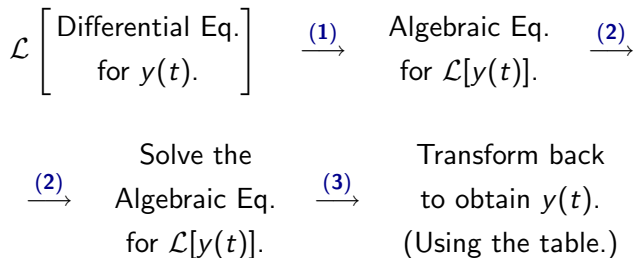 ℒ [ Differential Eq. for y(t). ] (1) → Algebraic Eq. for ℒ[y(t)]. (2) →
(2) → Solve the Algebraic Eq. for ℒ[y(t)]. (3) → Transform back to obtain y(t). (Using the table.)